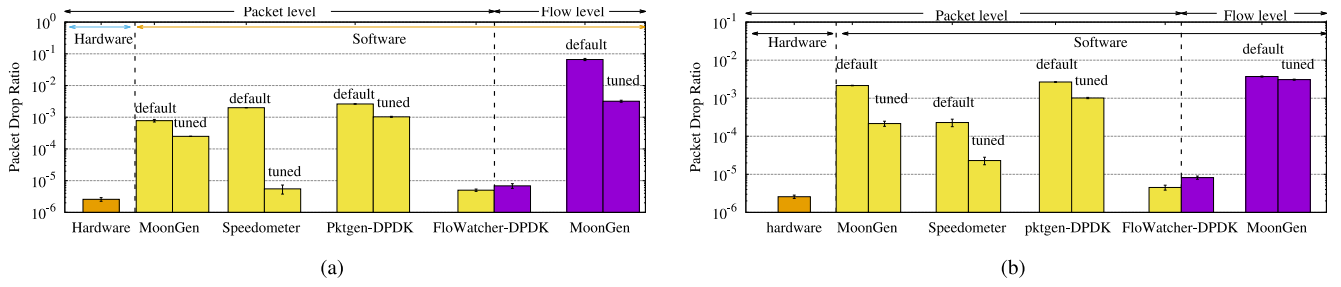 Packet level Flow level
Hardware Software
Packet Drop Ratio
10^0
10^-1
10^-2
10^-3
10^-4
10^-5
10^-6
default tuned default tuned default tuned default tuned
Hardware MoonGen Speedometer Pktgen-DPDK FloWatcher-DPDK MoonGen
(a)
Packet level Flow level
Hardware Software
Packet Drop Ratio
10^-1
10^-2
10^-3
10^-4
10^-5
10^-6
default tuned default tuned default tuned default tuned
hardware MoonGen Speedometer pktgen-DPDK FloWatcher-DPDK MoonGen
(b)